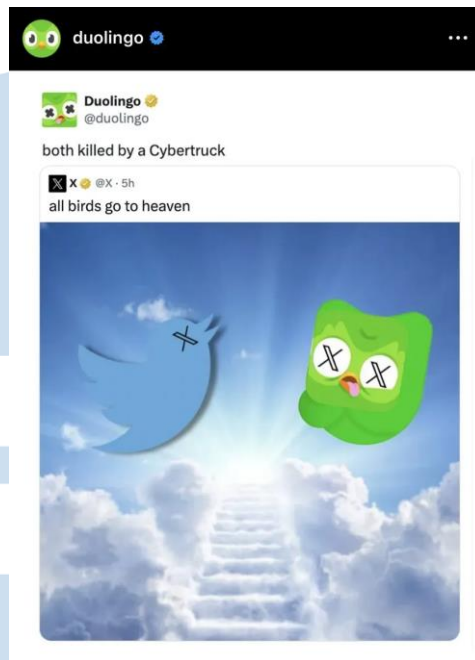 duolingo
Duolingo
@duolingo
both killed by a Cybertruck
X @X · 5h
all birds go to heaven